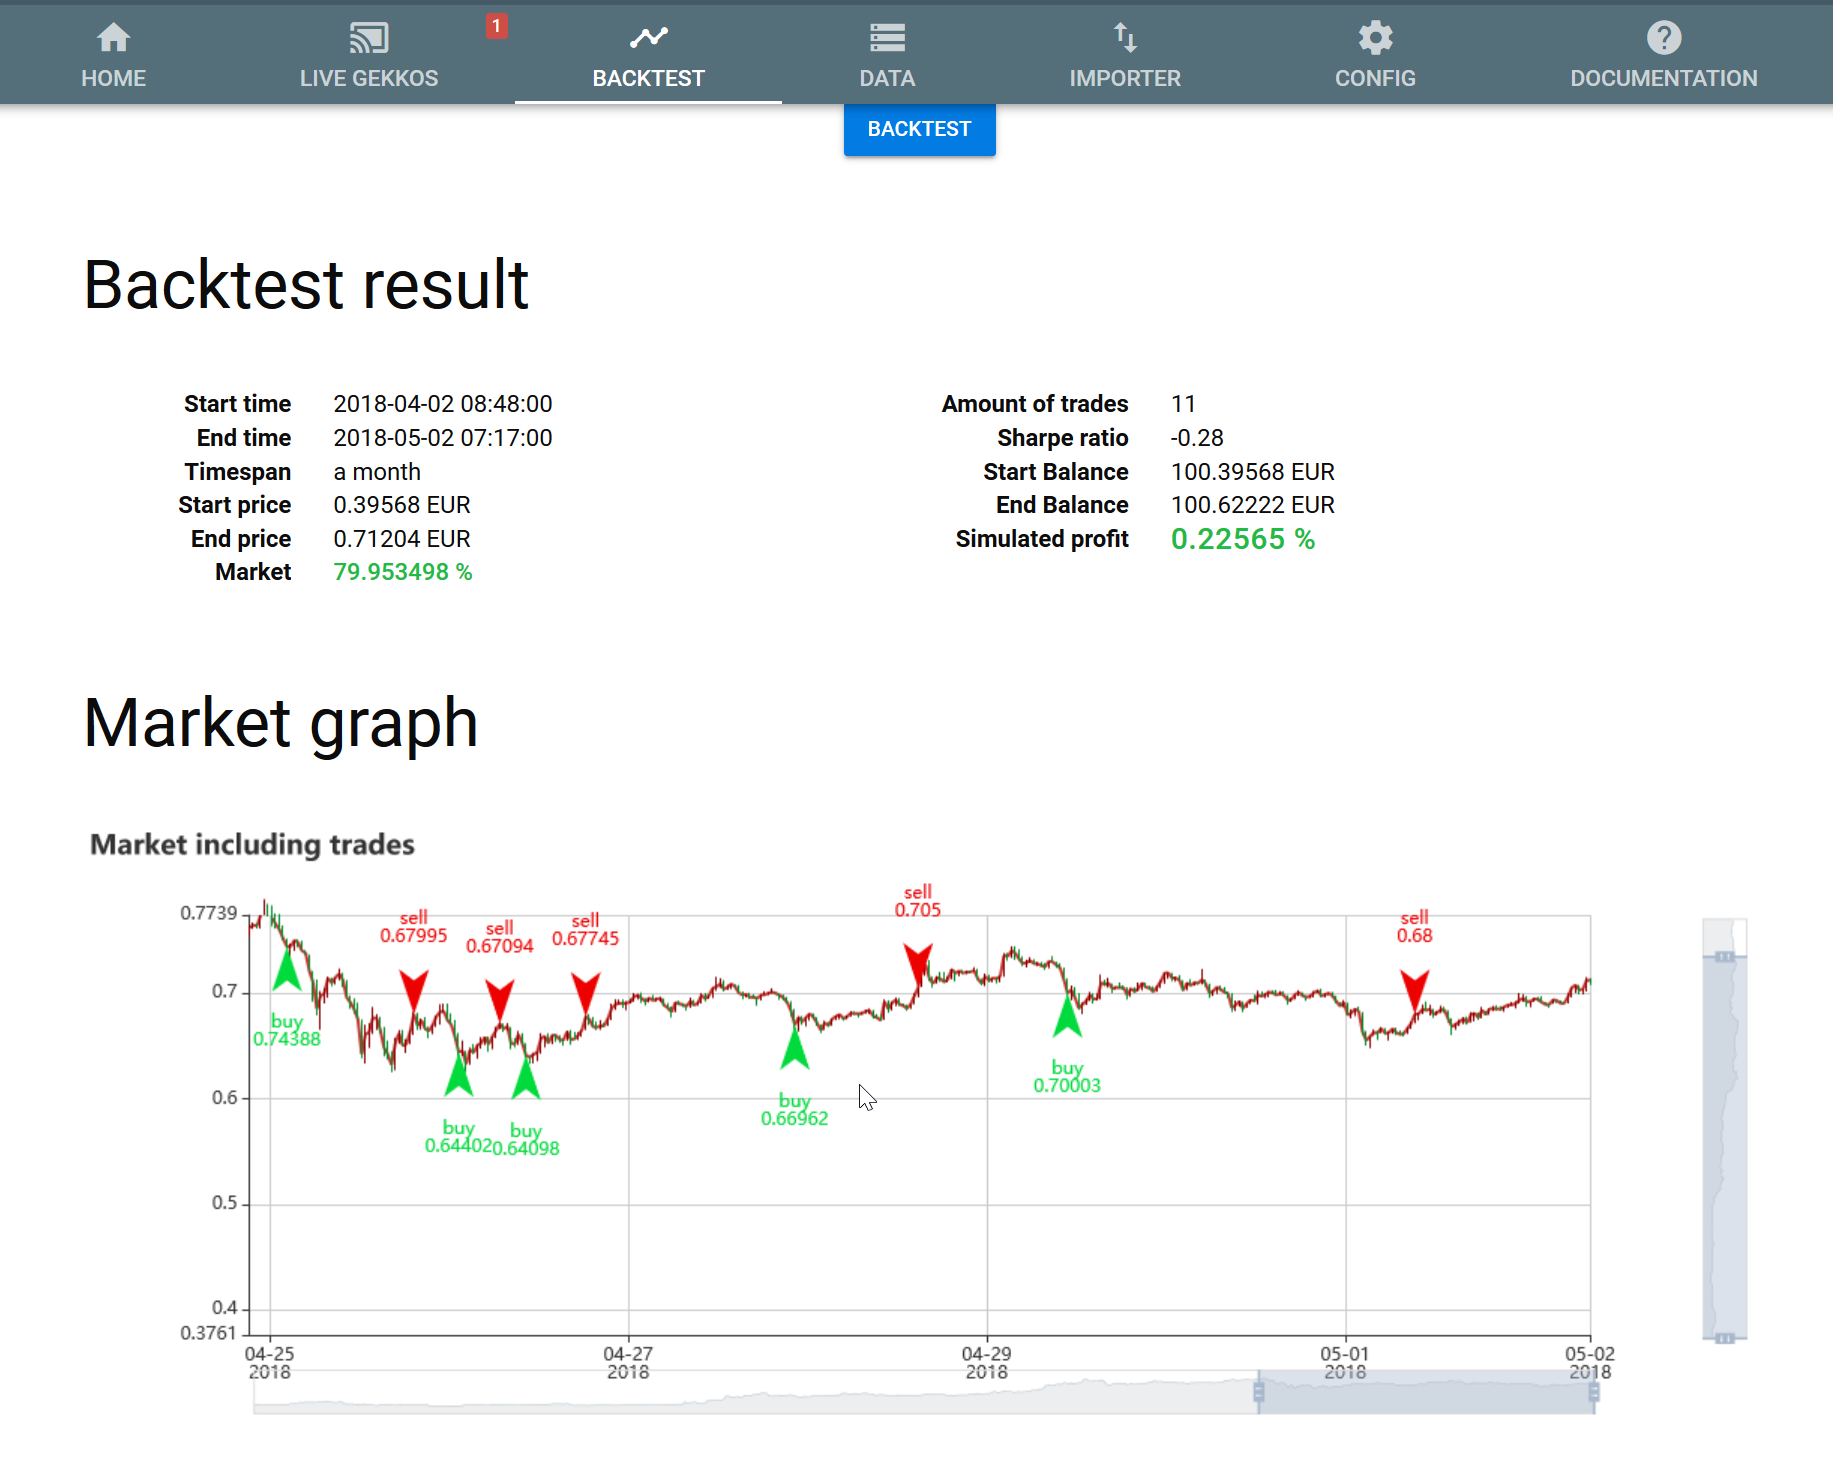 1
HOME
LIVE GEKKOS
BACKTEST
DATA
IMPORTER
CONFIG
DOCUMENTATION
BACKTEST
Backtest result
Start time 2018-04-02 08:48:00
End time 2018-05-02 07:17:00
Timespan a month
Start price 0.39568 EUR
End price 0.71204 EUR
Market 79.953498 %
Amount of trades 11
Sharpe ratio -0.28
Start Balance 100.39568 EUR
End Balance 100.62222 EUR
Simulated profit 0.22565 %
Market graph
Market including trades
0.7739
0.7
0.6
0.5
0.4
0.3761
buy
0.74388
sell
0.67995
buy
0.64402
sell
0.67094
buy
0.64098
sell
0.67745
buy
0.66962
sell
0.705
buy
0.70003
sell
0.68
04-25
2018
04-27
2018
04-29
2018
05-01
2018
05-02
2018